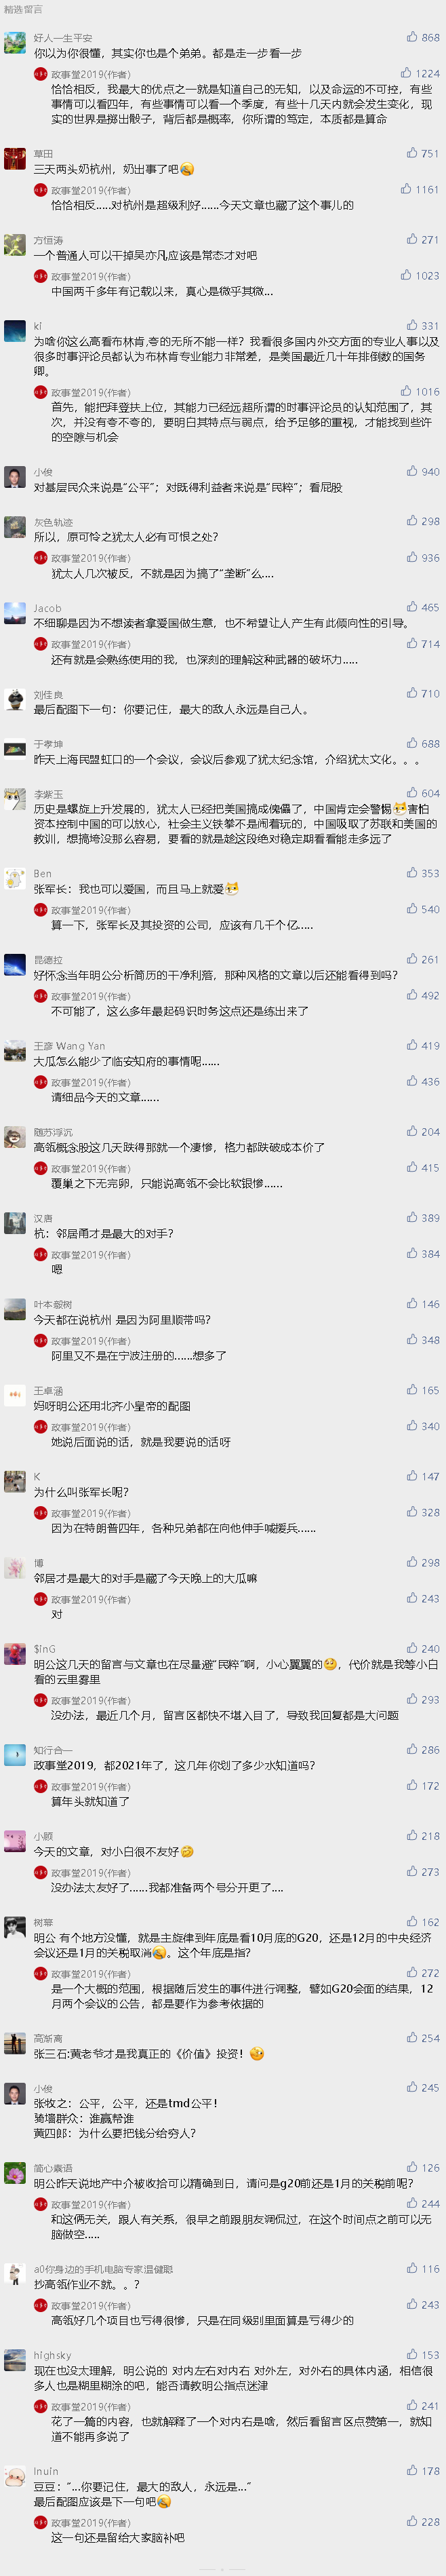 精选留言
好人一生平安 868
你以为你很懂，其实你也是个弟弟。都是走一步看一步
政事堂2019(作者) 1224
恰恰相反，我最大的优点之一就是知道自己的无知，以及命运的不可控，有些
事情可以看四年，有些事情可以看一个季度，有些十几天内就会发生变化，现
实的世界是掷出骰子，背后都是概率，你所谓的笃定，本质都是算命
草田 751
三天两头奶杭州，奶出事了吧😂
政事堂2019(作者) 1161
恰恰相反.....对杭州是超级利好......今天文章也藏了这个事儿的
方恒涛 271
一个普通人可以干掉吴亦凡应该是常态才对吧
政事堂2019(作者) 1023
中国两千多年有记载以来，真心是微乎其微...
ki 331
为啥你这么高看布林肯,夸的无所不能一样？我看很多国内外交方面的专业人事以及
很多时事评论员都认为布林肯专业能力非常差，是美国最近几十年排倒数的国务
卿。
政事堂2019(作者) 1016
首先，能把拜登扶上位，其能力已经远超所谓的时事评论员的认知范围了，其
次，并没有夸不夸的，要明白其特点与弱点，给予足够的重视，才能找到些许
的空隙与机会
小俊 940
对基层民众来说是“公平”；对既得利益者来说是“民粹”；看屁股
灰色轨迹 298
所以，原可怜之犹太人必有可恨之处？
政事堂2019(作者) 936
犹太人几次被反，不就是因为搞了“垄断”么....
Jacob 465
不细聊是因为不想读者拿爱国做生意，也不希望让人产生有此倾向性的引导。
政事堂2019(作者) 714
还有就是会熟练使用的我，也深刻的理解这种武器的破坏力.....
刘佳良 710
最后配图下一句：你要记住，最大的敌人永远是自己人。
于孝坤 688
昨天上海民盟虹口的一个会议，会议后参观了犹太纪念馆，介绍犹太文化。。。
李紫玉 604
历史是螺旋上升发展的，犹太人已经把美国搞成傀儡了，中国肯定会警惕😹害怕
资本控制中国的可以放心，社会主义铁拳不是闹着玩的，中国吸取了苏联和美国的
教训，想搞垮没那么容易，要看的就是趁这段绝对稳定期看看能走多远了
Ben 353
张军长：我也可以爱国，而且马上就爱😹
政事堂2019(作者) 540
算一下，张军长及其投资的公司，应该有几千个亿.....
昆德拉 261
好怀念当年明公分析简历的干净利落，那种风格的文章以后还能看得到吗？
政事堂2019(作者) 492
不可能了，这么多年最起码识时务这点还是练出来了
王彦 Wang Yan 419
大瓜怎么能少了临安知府的事情呢......
政事堂2019(作者) 436
请细品今天的文章......
随苏浮沉 204
高瓴概念股这几天跌得那就一个凄惨，格力都跌破成本价了
政事堂2019(作者) 415
覆巢之下无完卵，只能说高瓴不会比软银惨......
汉唐 389
杭：邻居甬才是最大的对手？
政事堂2019(作者) 384
嗯
叶本毅树 146
今天都在说杭州 是因为阿里顺带吗？
政事堂2019(作者) 348
阿里又不是在宁波注册的......想多了
王卓涵 165
妈呀明公还用北齐小皇帝的配图
政事堂2019(作者) 340
她说后面说的话，就是我要说的话呀
K 147
为什么叫张军长呢？
政事堂2019(作者) 328
因为在特朗普四年，各种兄弟都在向他伸手喊援兵......
博 298
邻居才是最大的对手是藏了今天晚上的大瓜嘛
政事堂2019(作者) 243
对
$inG 240
明公这几天的留言与文章也在尽量避“民粹”啊，小心翼翼的🧐，代价就是我等小白
看的云里雾里
政事堂2019(作者) 293
没办法，最近几个月，留言区都快不堪入目了，导致我回复都是大问题
知行合一 286
政事堂2019，都2021年了，这几年你划了多少水知道吗？
政事堂2019(作者) 172
算年头就知道了
小颖 218
今天的文章，对小白很不友好🤔
政事堂2019(作者) 273
没办法太友好了......我都准备两个号分开更了....
树攀 162
明公 有个地方没懂，就是主旋律到年底是看10月底的G20，还是12月的中央经济
会议还是1月的关税取消😂。这个年底是指？
政事堂2019(作者) 272
是一个大概的范围，根据随后发生的事件进行调整，譬如G20会面的结果，12
月两个会议的公告，都是要作为参考依据的
高渐离 254
张三石:黄老爷才是我真正的《价值》投资！🧐
小俊 245
张牧之：公平，公平，还是tmd公平！
骑墙群众：谁赢帮谁
黄四郎：为什么要把钱分给穷人？
简心囊语 126
明公昨天说地产中介被收拾可以精确到日，请问是g20前还是1月的关税前呢？
政事堂2019(作者) 244
和这俩无关，跟人有关系，很早之前跟朋友调侃过，在这个时间点之前可以无
脑做空.....
a0你身边的手机电脑专家温健聪 116
抄高瓴作业不就。。？
政事堂2019(作者) 243
高瓴好几个项目也亏得很惨，只是在同级别里面算是亏得少的
highsky 153
现在也没太理解，明公说的 对内左右对内右 对外左，对外右的具体内涵，相信很
多人也是糊里糊涂的吧，能否请教明公指点迷津
政事堂2019(作者) 241
花了一篇的内容，也就解释了一个对内右是啥，然后看留言区点赞第一，就知
道不能再多说了
lnuin 178
豆豆：“...你要记住，最大的敌人，永远是...”
最后配图应该是下一句吧😂
政事堂2019(作者) 228
这一句还是留给大家脑补吧